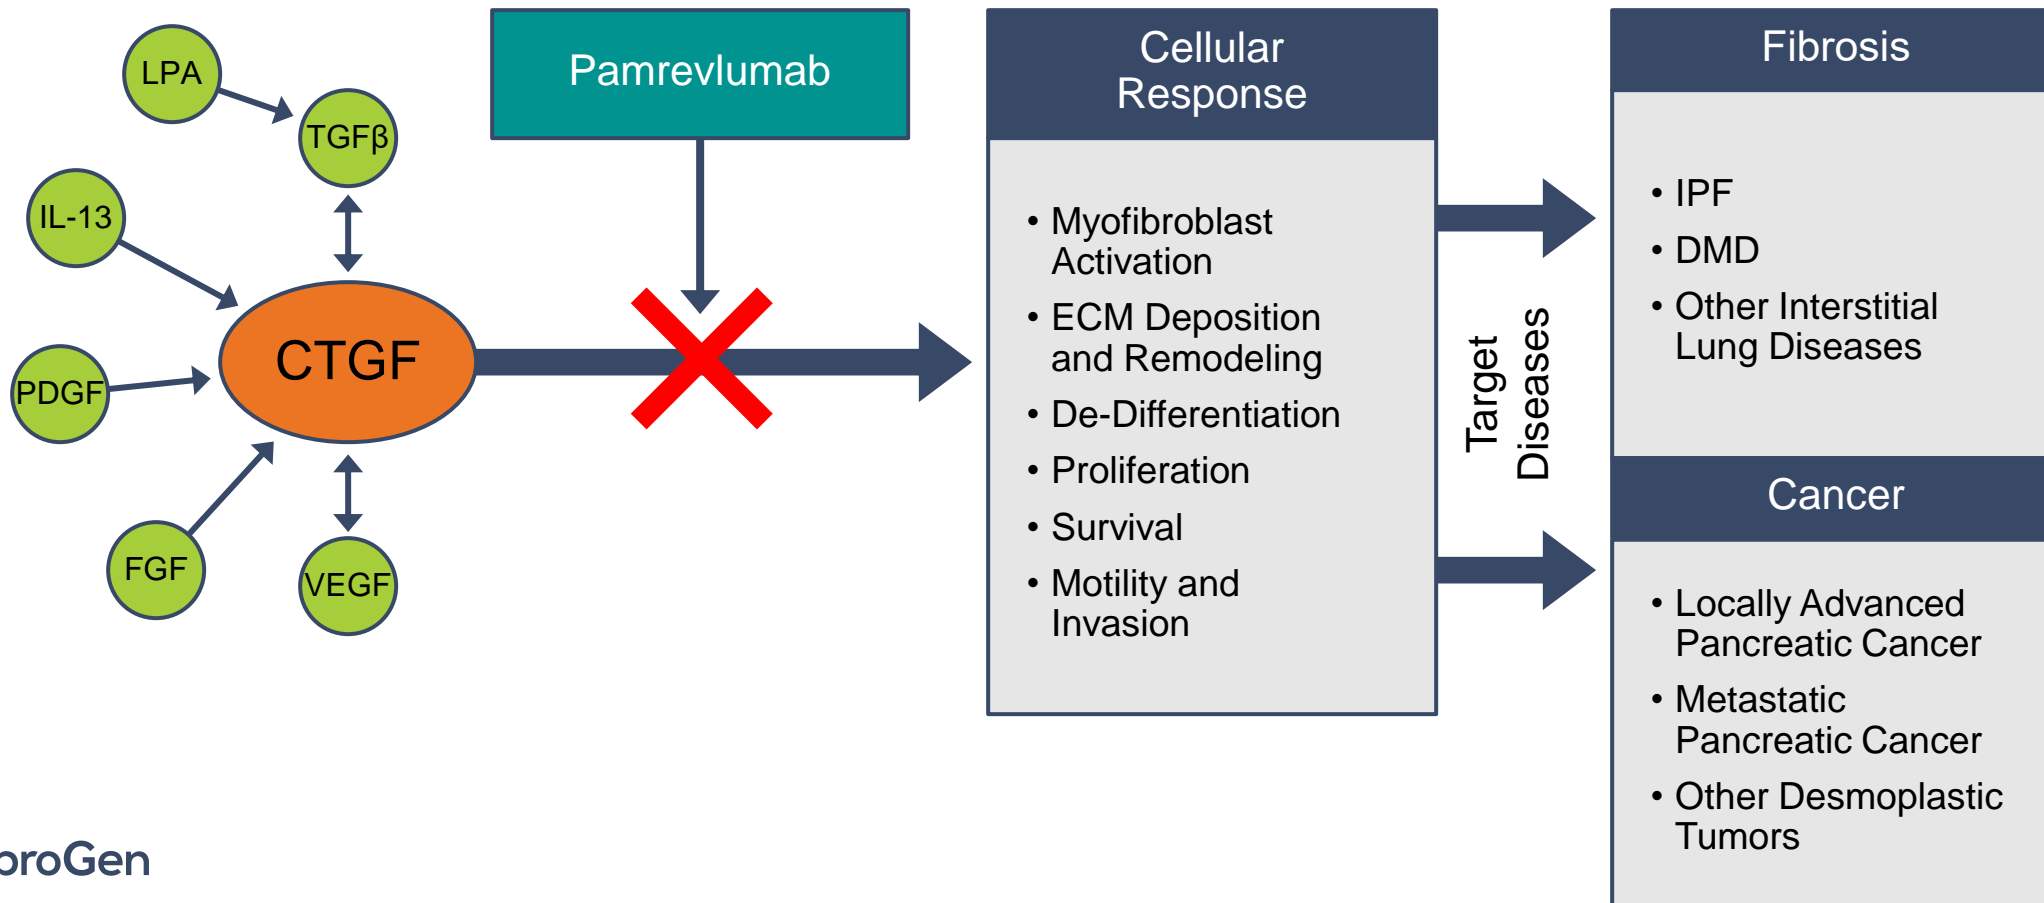 LPA
TGFβ
IL-13
CTGF
PDGF
FGF
VEGF
Pamrevlumab
Cellular
Response
• Myofibroblast
Activation
• ECM Deposition
and Remodeling
• De-Differentiation
• Proliferation
• Survival
• Motility and
Invasion
Target
Diseases
Fibrosis
• IPF
• DMD
• Other Interstitial
Lung Diseases
Cancer
• Locally Advanced
Pancreatic Cancer
• Metastatic
Pancreatic Cancer
• Other Desmoplastic
Tumors
proGen